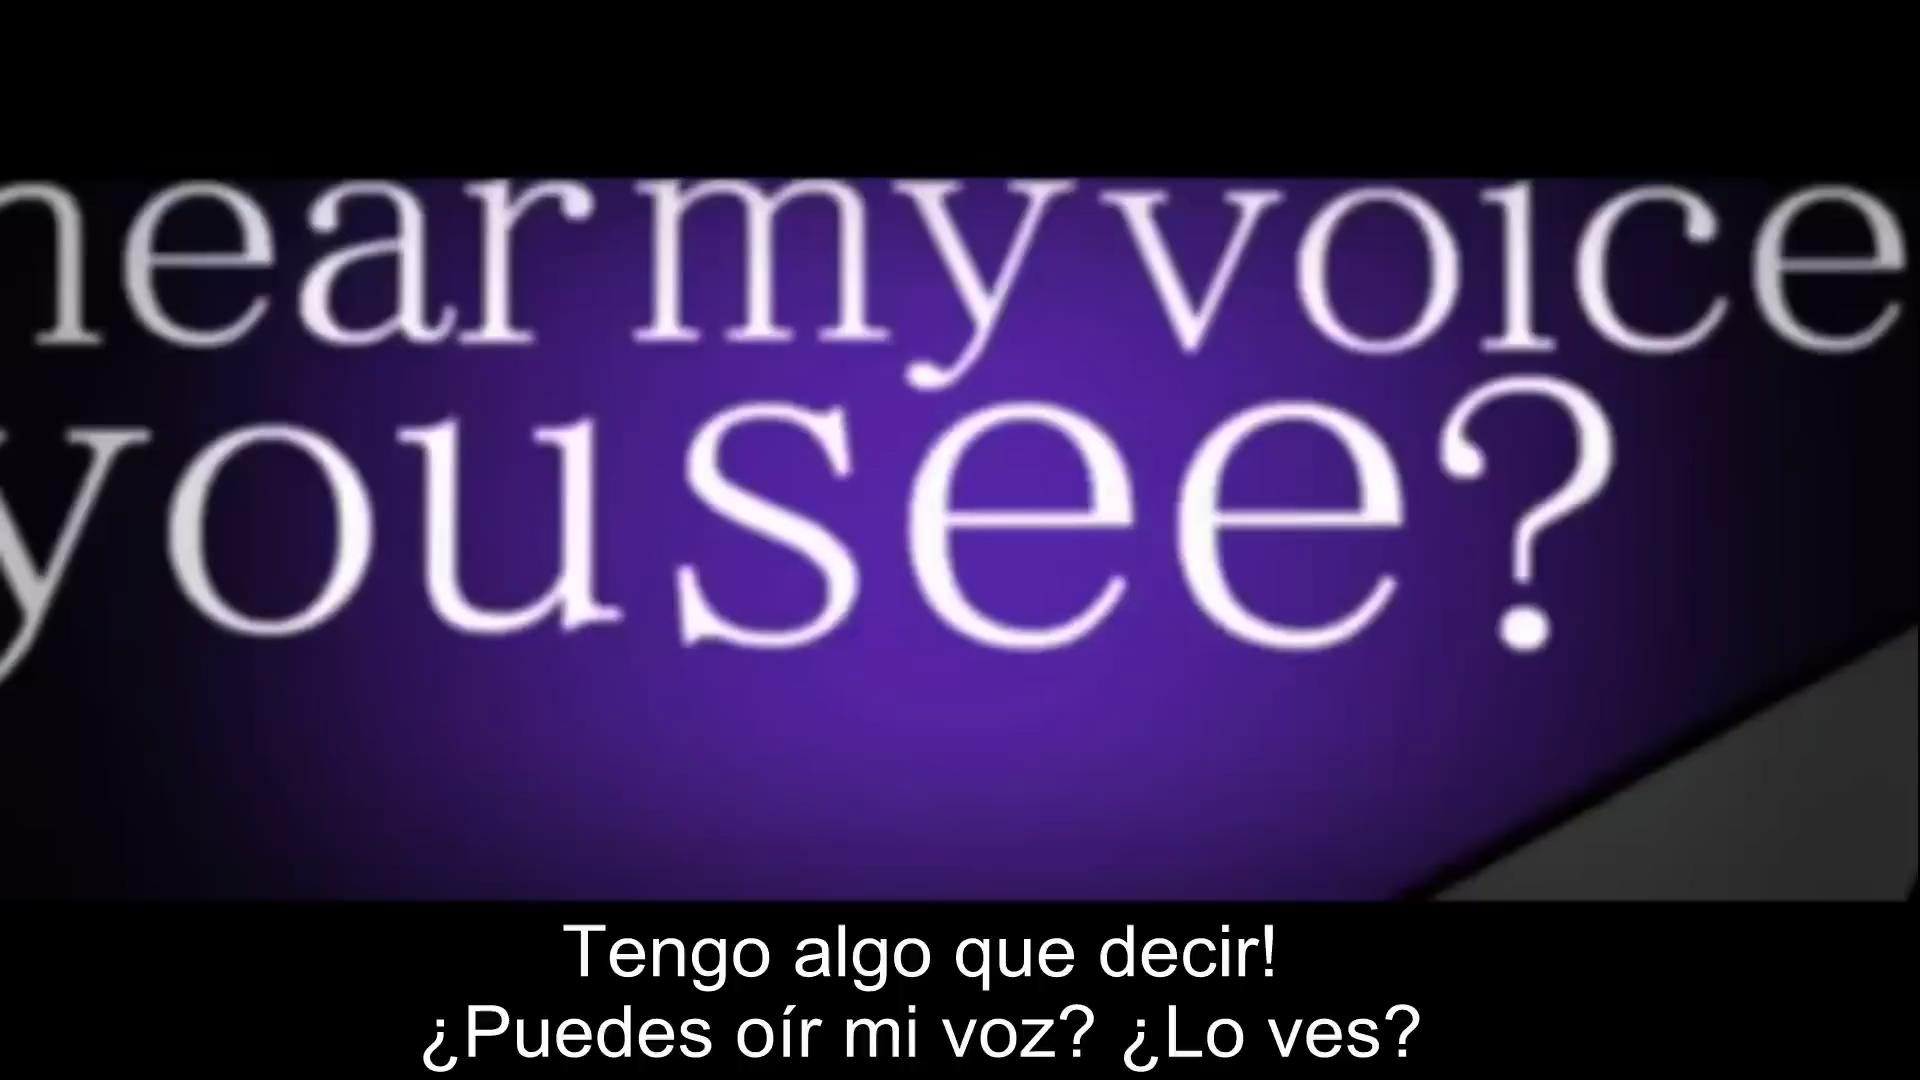 hear my voice
you see?
Tengo algo que decir!
¿Puedes oír mi voz? ¿Lo ves?